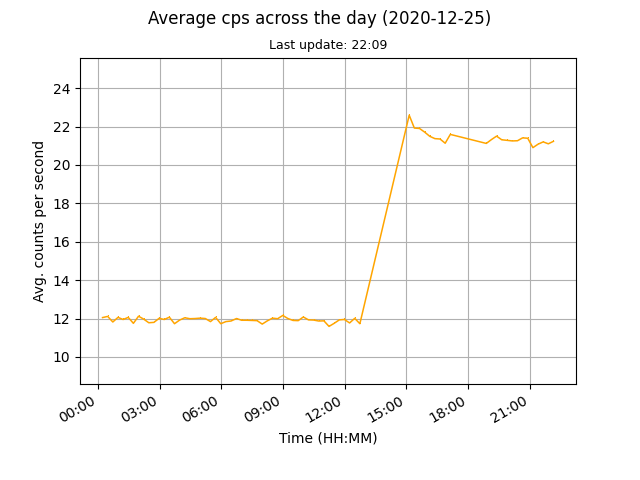 Average cps across the day (2020-12-25)
Last update: 22:09
Avg. counts per second
24
22
20
18
16
14
12
10
00:00 03:00 06:00 09:00 12:00 15:00 18:00 21:00
Time (HH:MM)